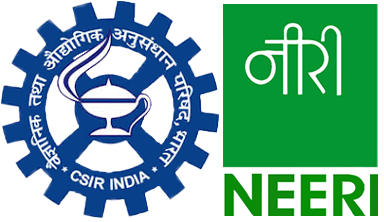 वैज्ञानिक तथा औद्योगिक अनुसंधान परिषद, भारत
CSIR INDIA
नीरी
NEERI